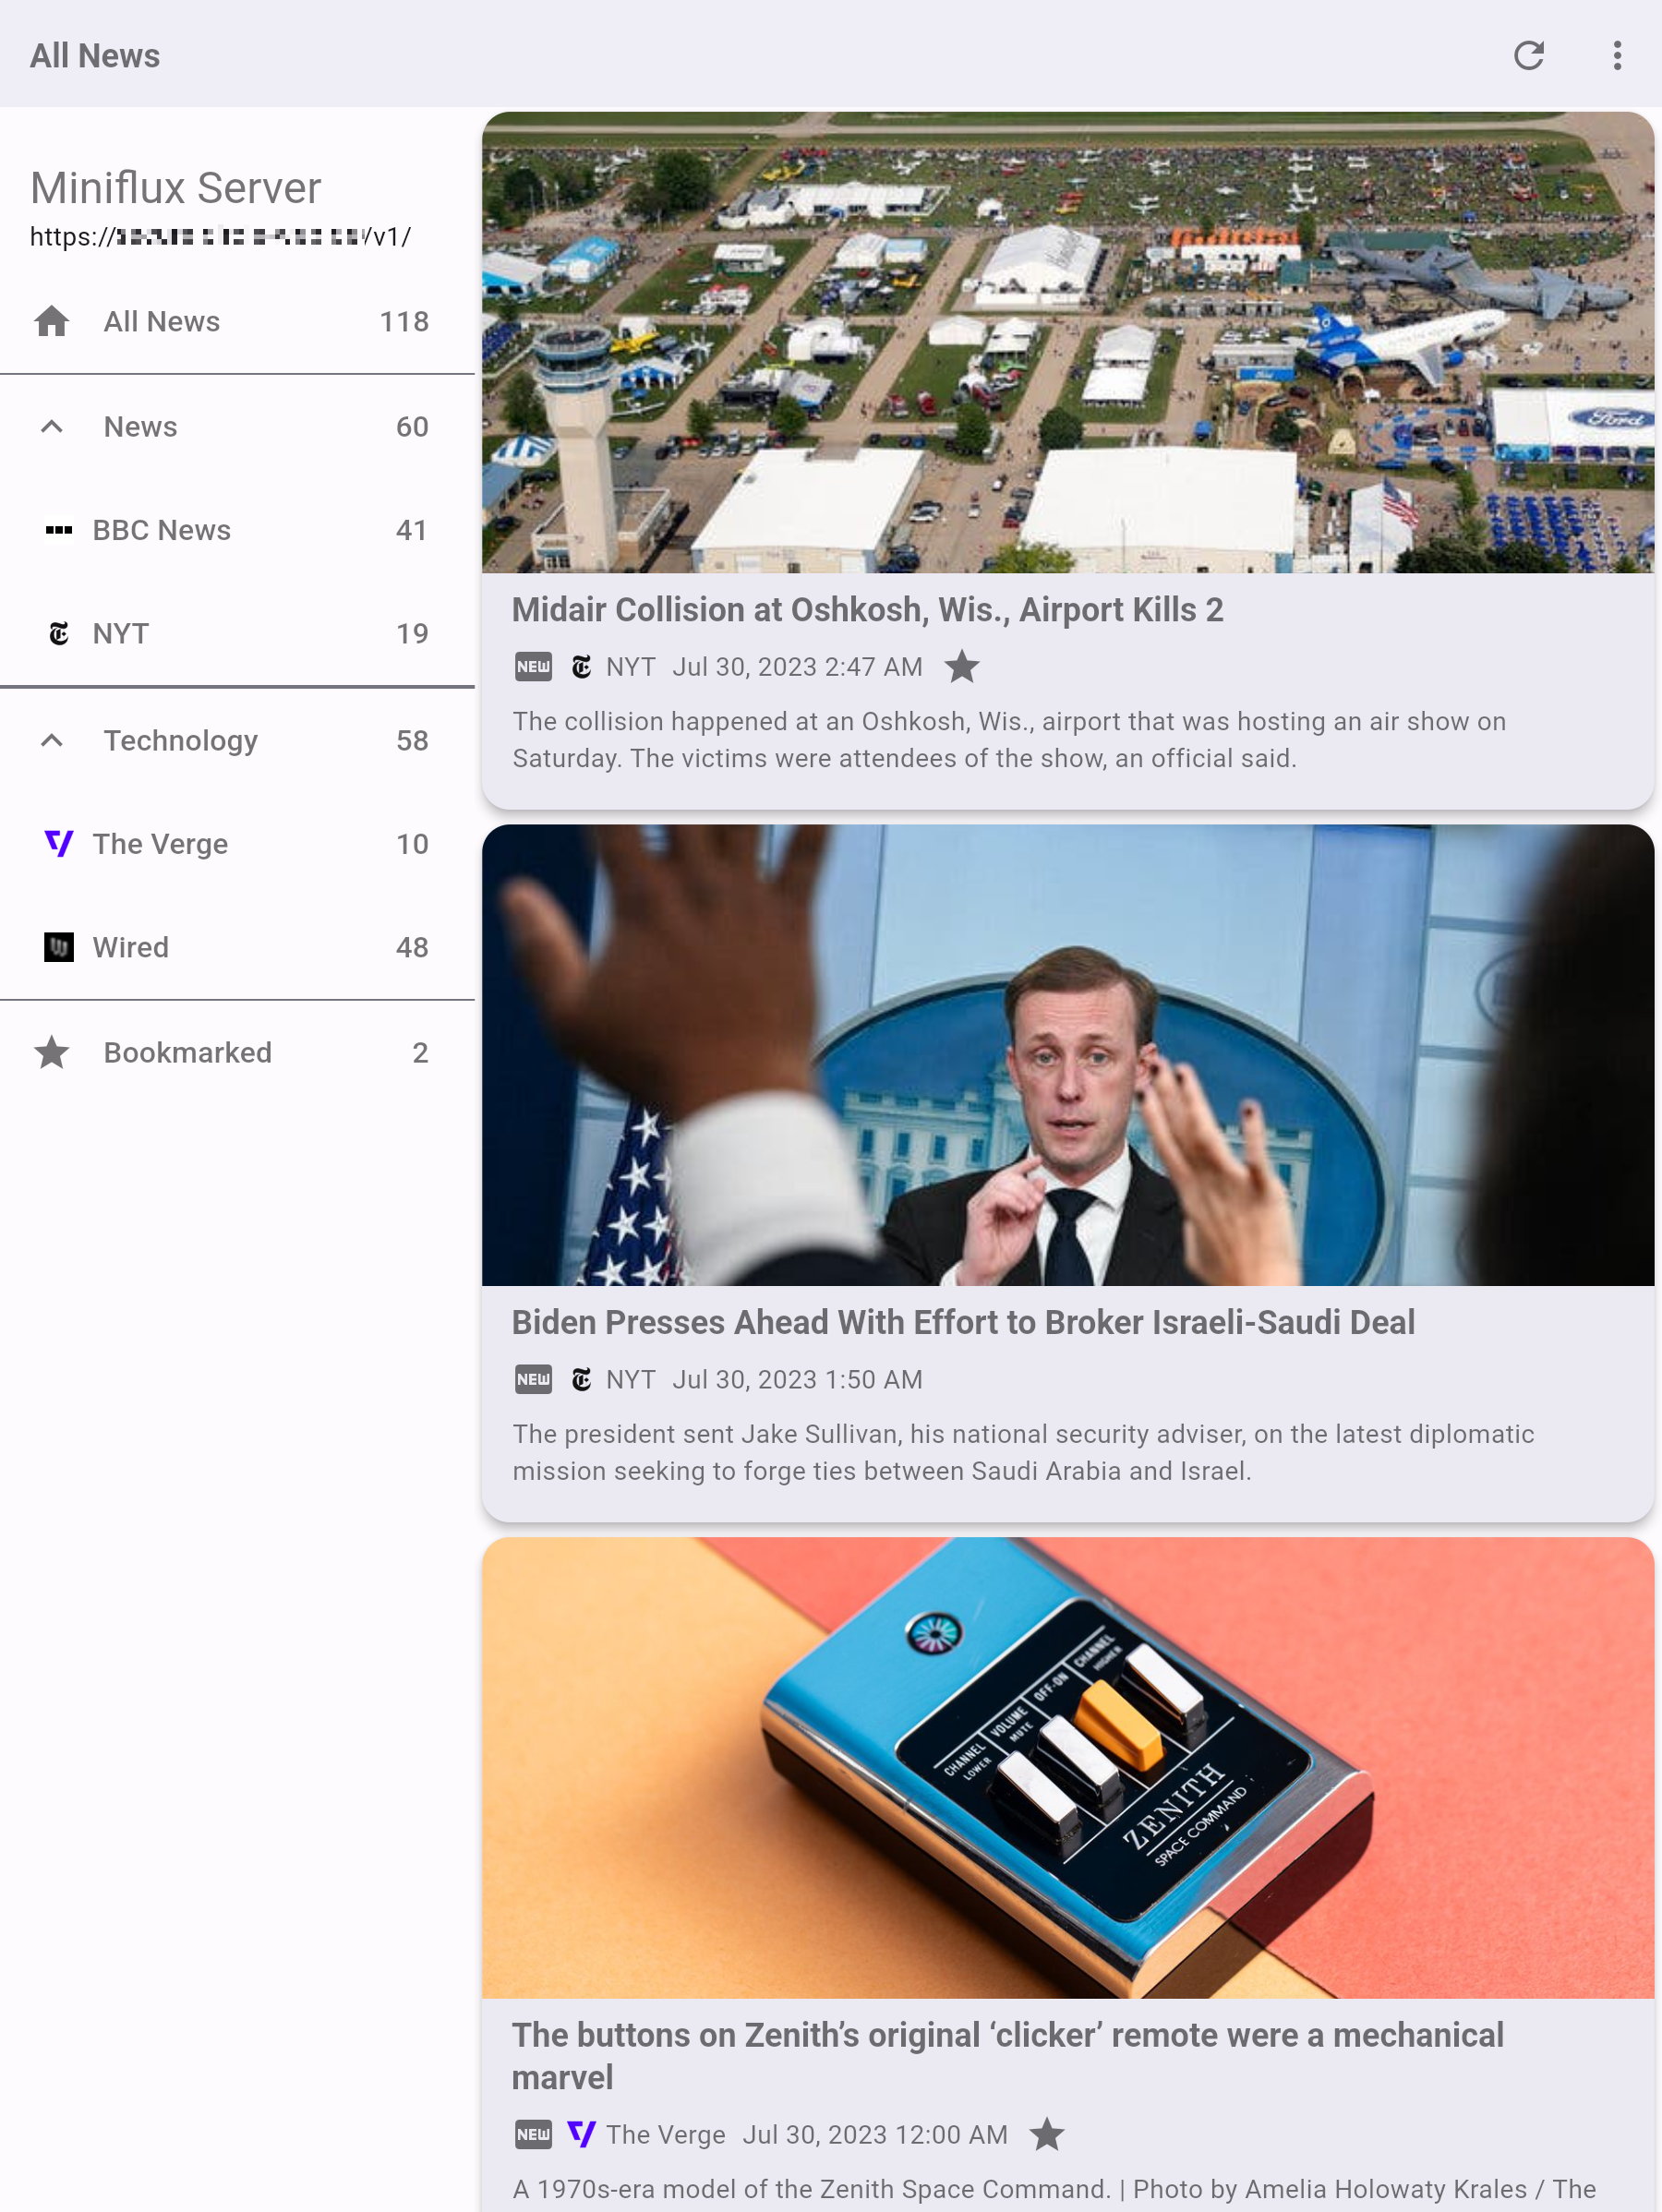 All News
Miniflux Server
https:// /v1/
All News 118
News 60
BBC News 41
NYT 19
Technology 58
The Verge 10
Wired 48
Bookmarked 2
Ford
Midair Collision at Oshkosh, Wis., Airport Kills 2
NEW NYT Jul 30, 2023 2:47 AM
The collision happened at an Oshkosh, Wis., airport that was hosting an air show on
Saturday. The victims were attendees of the show, an official said.
Biden Presses Ahead With Effort to Broker Israeli-Saudi Deal
NEW NYT Jul 30, 2023 1:50 AM
The president sent Jake Sullivan, his national security adviser, on the latest diplomatic
mission seeking to forge ties between Saudi Arabia and Israel.
CHANNEL LOWER
VOLUME MUTE
OFF-ON
CHANNEL HIGHER
ZENITH
SPACE COMMAND
The buttons on Zenith’s original ‘clicker’ remote were a mechanical
marvel
NEW The Verge Jul 30, 2023 12:00 AM
A 1970s-era model of the Zenith Space Command. | Photo by Amelia Holowaty Krales / The